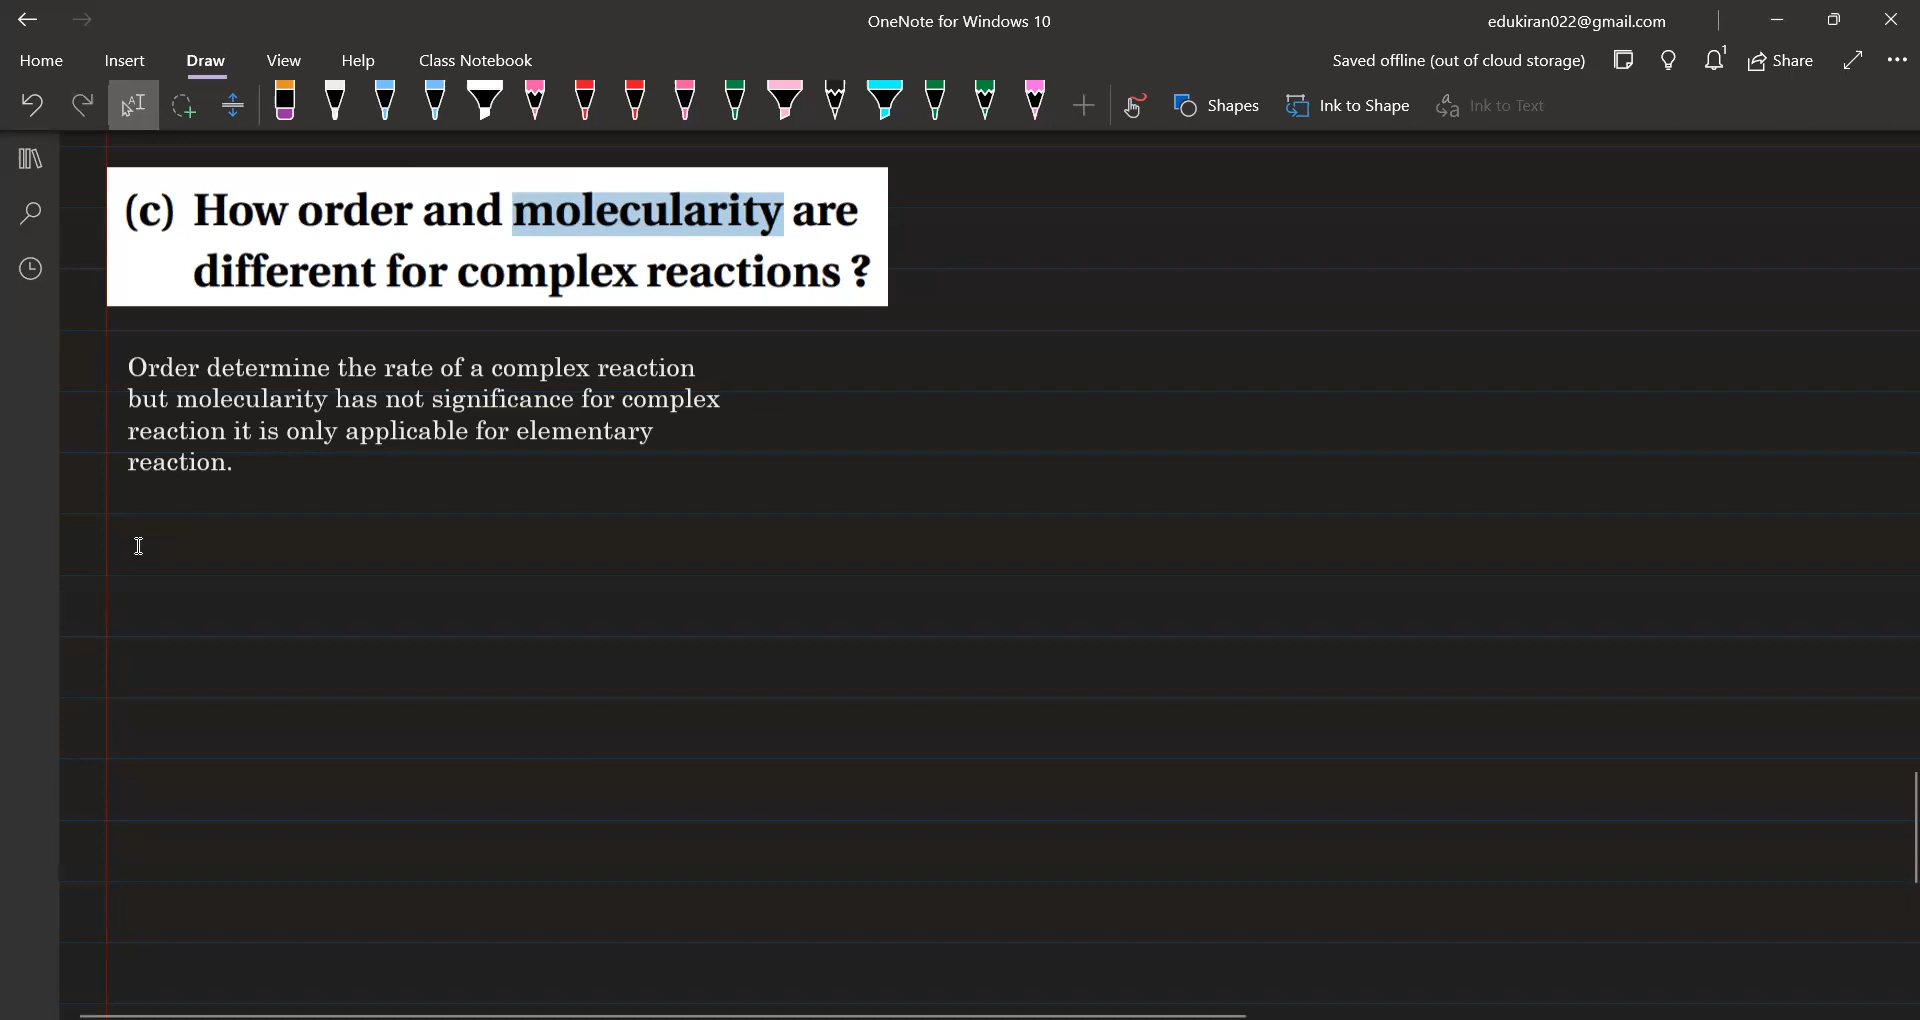 OneNote for Windows 10
edukiran022@gmail.com
Home Insert Draw View Help Class Notebook
Saved offline (out of cloud storage)
1
Share
Shapes
Ink to Shape
Ink to Text
(c) How order and molecularity are
different for complex reactions ?
Order determine the rate of a complex reaction
but molecularity has not significance for complex
reaction it is only applicable for elementary
reaction.